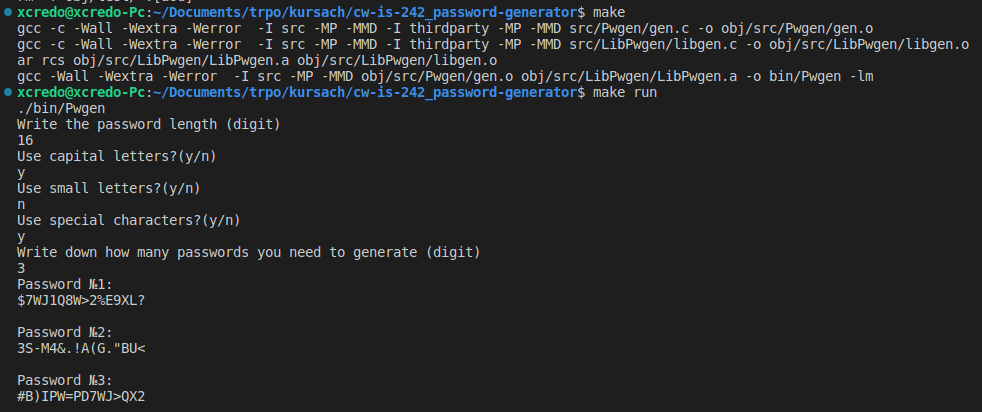 xcredo@xcredo-Pc:~/Documents/trpo/kursach/cw-is-242_password-generator$ make
gcc -c -Wall -Wextra -Werror  -I src -MP -MMD -I thirdparty -MP -MMD src/Pwgen/gen.c -o obj/src/Pwgen/gen.o
gcc -c -Wall -Wextra -Werror  -I src -MP -MMD -I thirdparty -MP -MMD src/LibPwgen/libgen.c -o obj/src/LibPwgen/libgen.o
ar rcs obj/src/LibPwgen/LibPwgen.a obj/src/LibPwgen/libgen.o
gcc -Wall -Wextra -Werror  -I src -MP -MMD obj/src/Pwgen/gen.o obj/src/LibPwgen/LibPwgen.a -o bin/Pwgen -lm
xcredo@xcredo-Pc:~/Documents/trpo/kursach/cw-is-242_password-generator$ make run
./bin/Pwgen
Write the password length (digit)
16
Use capital letters?(y/n)
y
Use small letters?(y/n)
n
Use special characters?(y/n)
y
Write down how many passwords you need to generate (digit)
3
Password №1:
$7WJ1Q8W>2%E9XL?
Password №2:
3S-M4&.!A(G."BU<
Password №3:
#B)IPW=PD7WJ>QX2